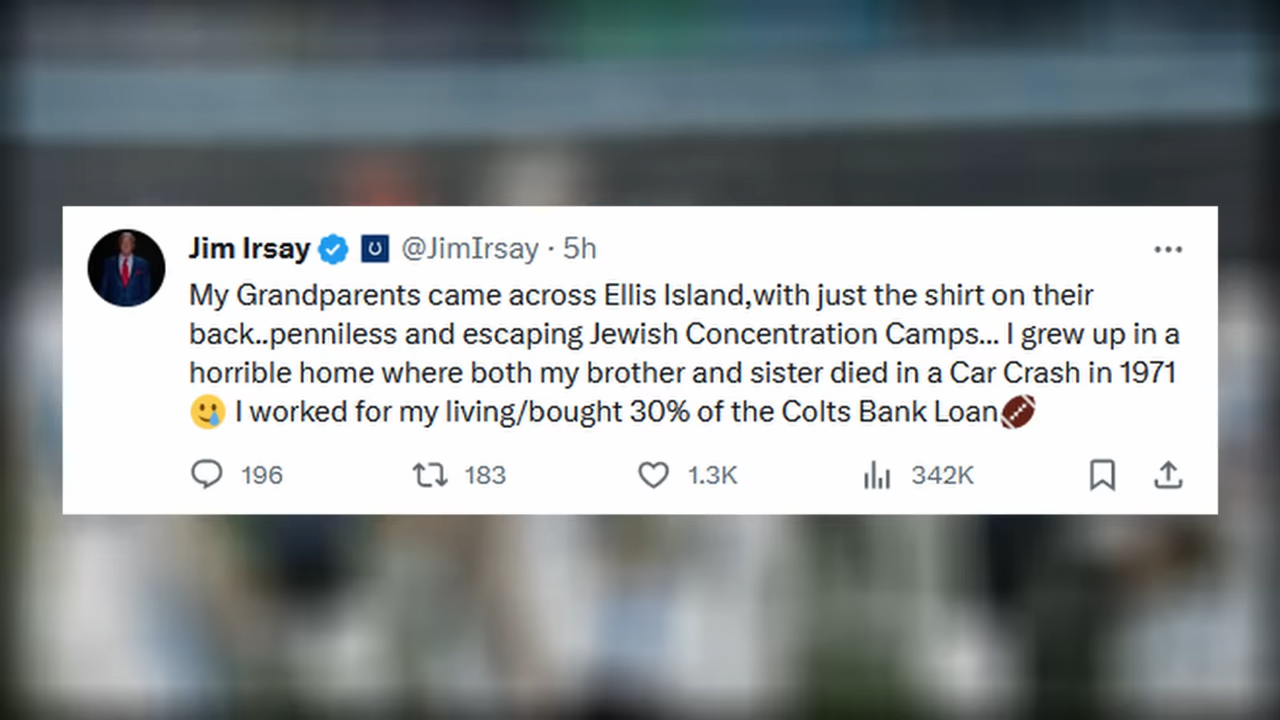 Jim Irsay @JimIrsay · 5h
My Grandparents came across Ellis Island,with just the shirt on their
back..penniless and escaping Jewish Concentration Camps... I grew up in a
horrible home where both my brother and sister died in a Car Crash in 1971
🥲 I worked for my living/bought 30% of the Colts Bank Loan🏈
196 183 1.3K 342K